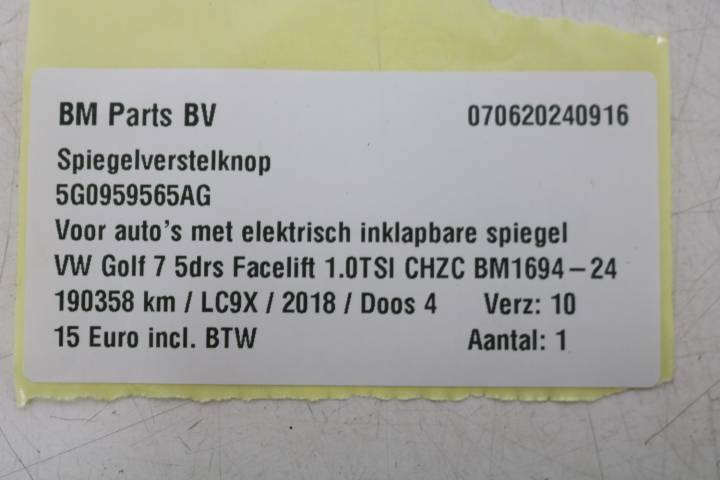 BM Parts BV 070620240916
Spiegelverstelknop
5G0959565AG
Voor auto's met elektrisch inklapbare spiegel
VW Golf 7 5drs Facelift 1.0TSI CHZC BM1694-24
190358 km / LC9X / 2018 / Doos 4 Verz: 10
15 Euro incl. BTW Aantal: 1